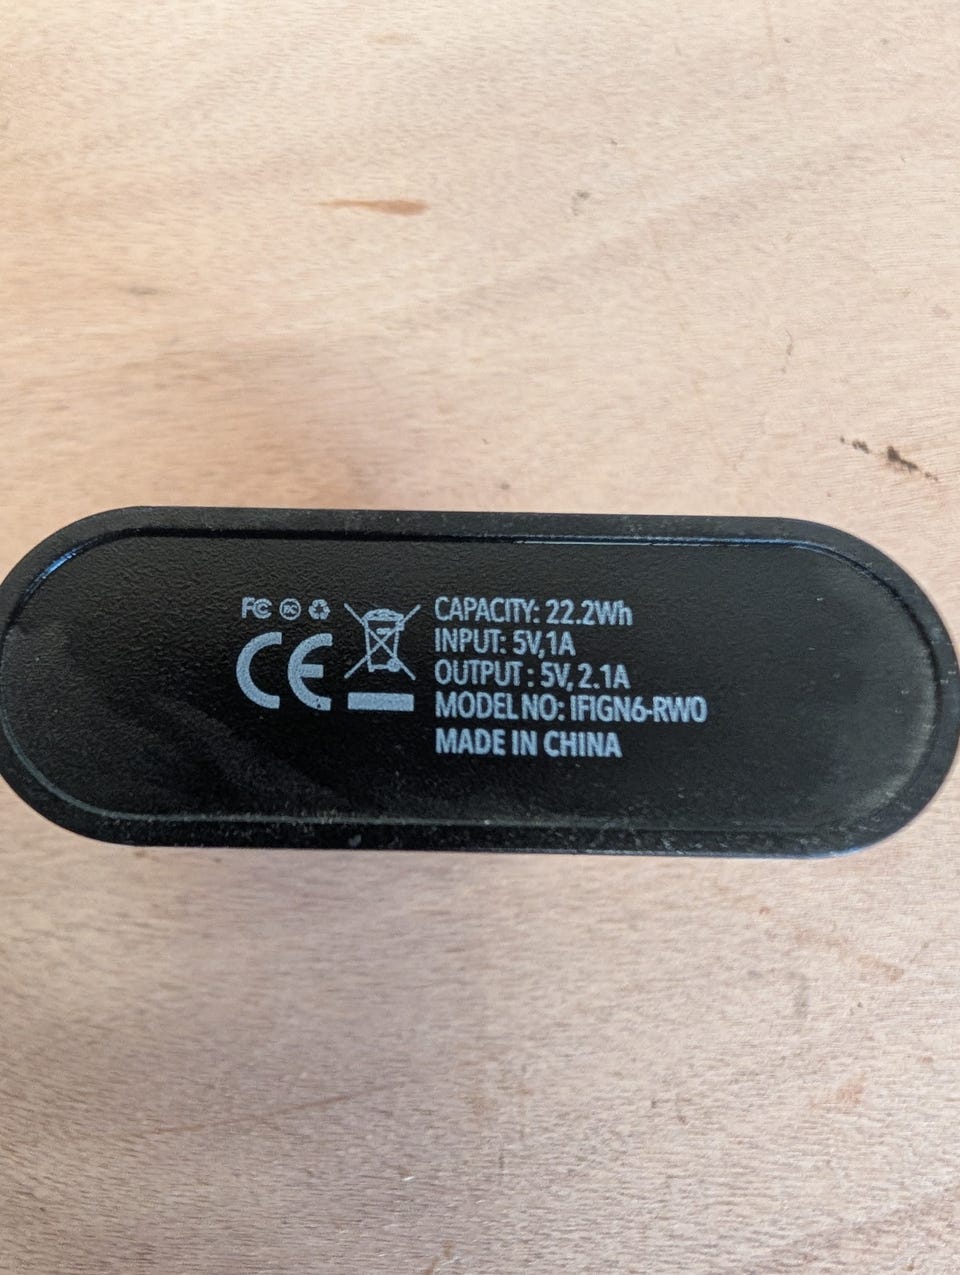 FC
CE
CAPACITY: 22.2Wh
INPUT: 5V,1A
OUTPUT : 5V, 2.1A
MODEL NO: IFIGN6-RW0
MADE IN CHINA